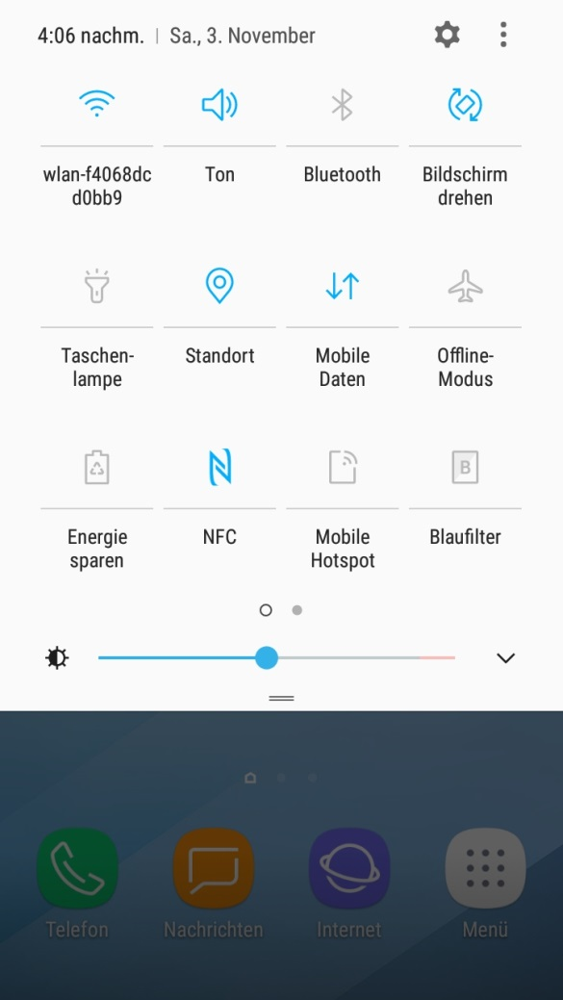 4:06 nachm. | Sa., 3. November
wlan-f4068dc
d0bb9
Ton
Bluetooth
Bildschirm
drehen
Taschen-
lampe
Standort
Mobile
Daten
Offline-
Modus
B
Energie
sparen
NFC
Mobile
Hotspot
Blaufilter
Telefon
Nachrichten
Internet
Menü